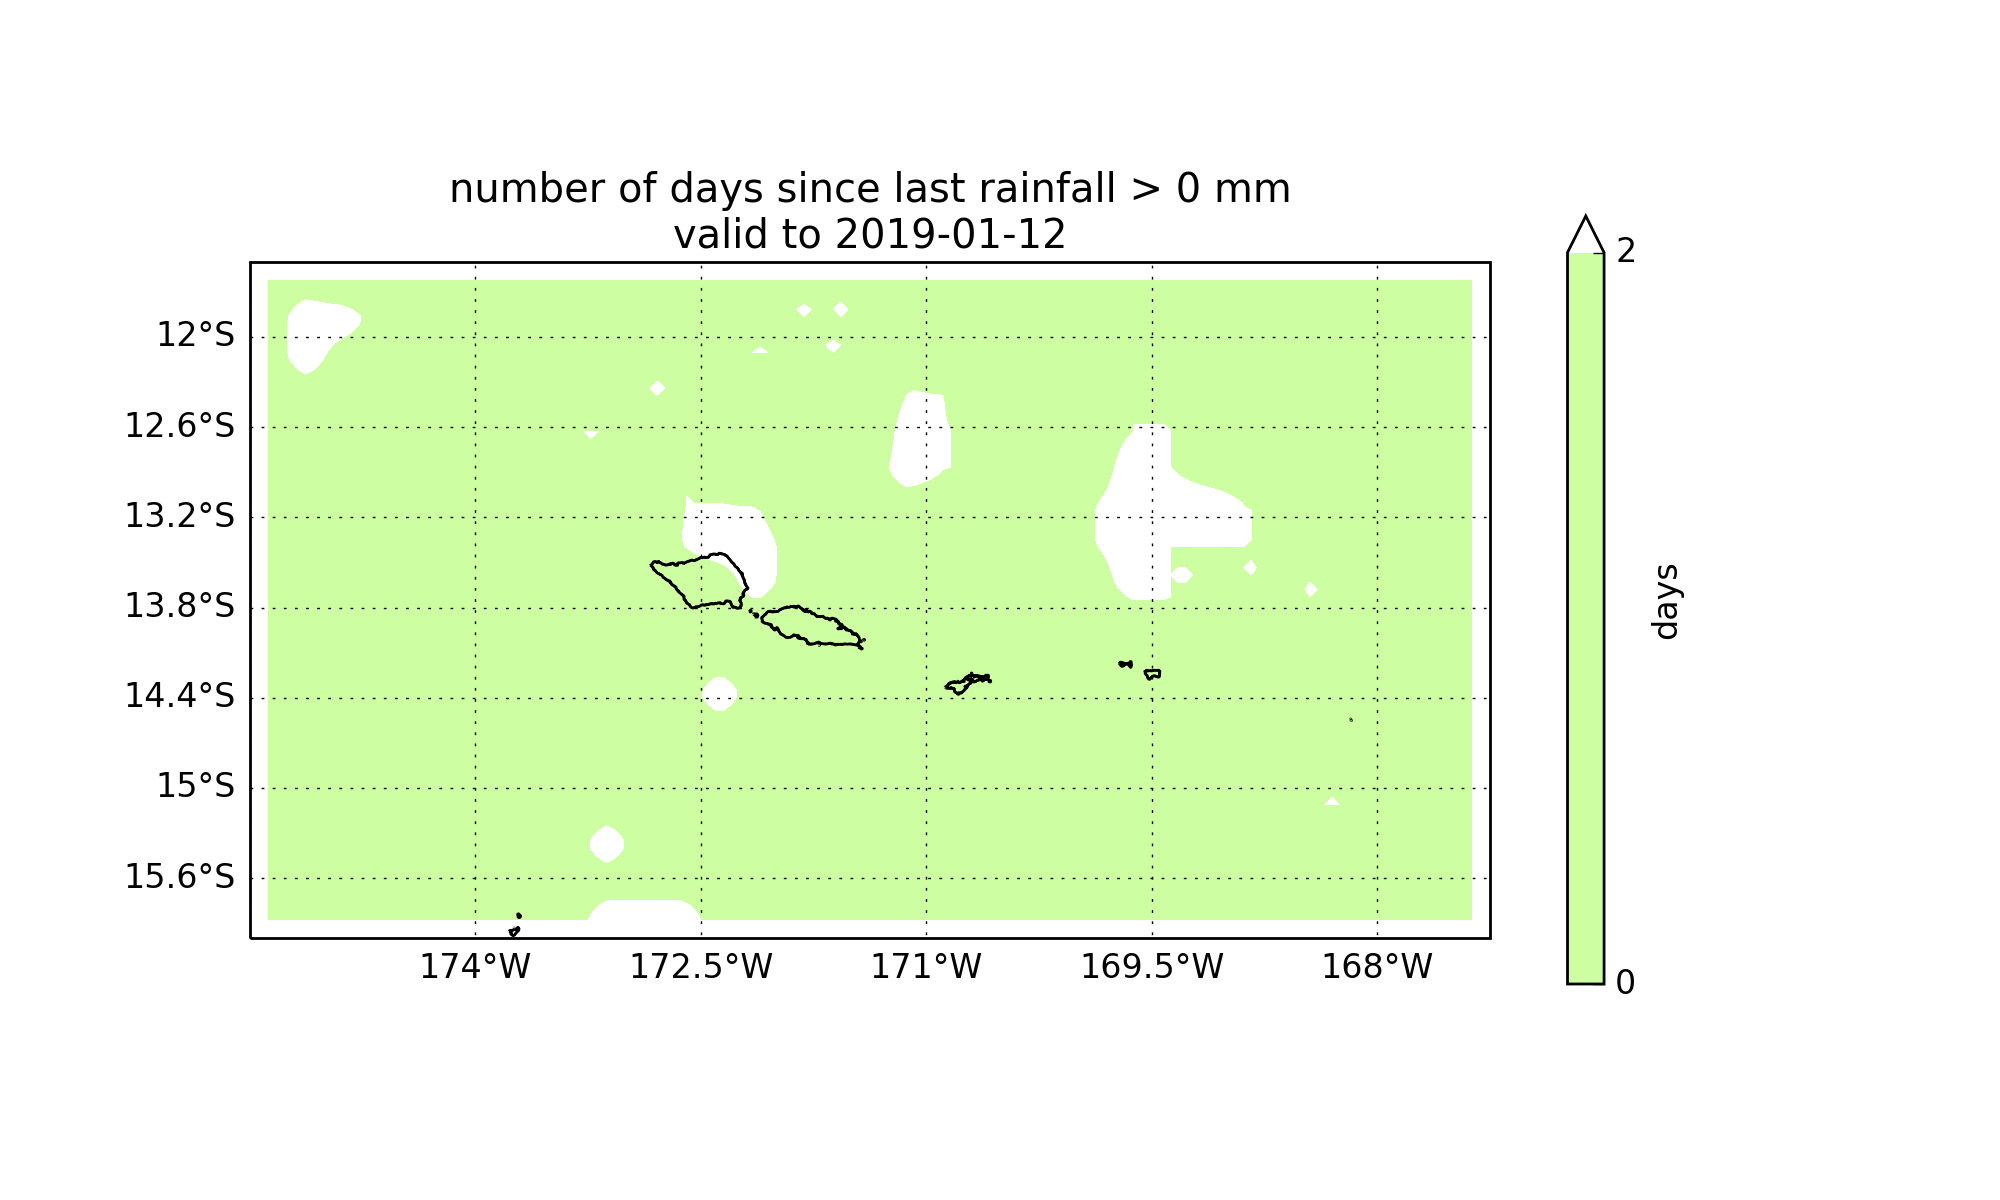 number of days since last rainfall > 0 mm
valid to 2019-01-12
2
12°S
12.6°S
13.2°S
13.8°S
14.4°S
15°S
15.6°S
days
174°W 172.5°W 171°W 169.5°W 168°W
0